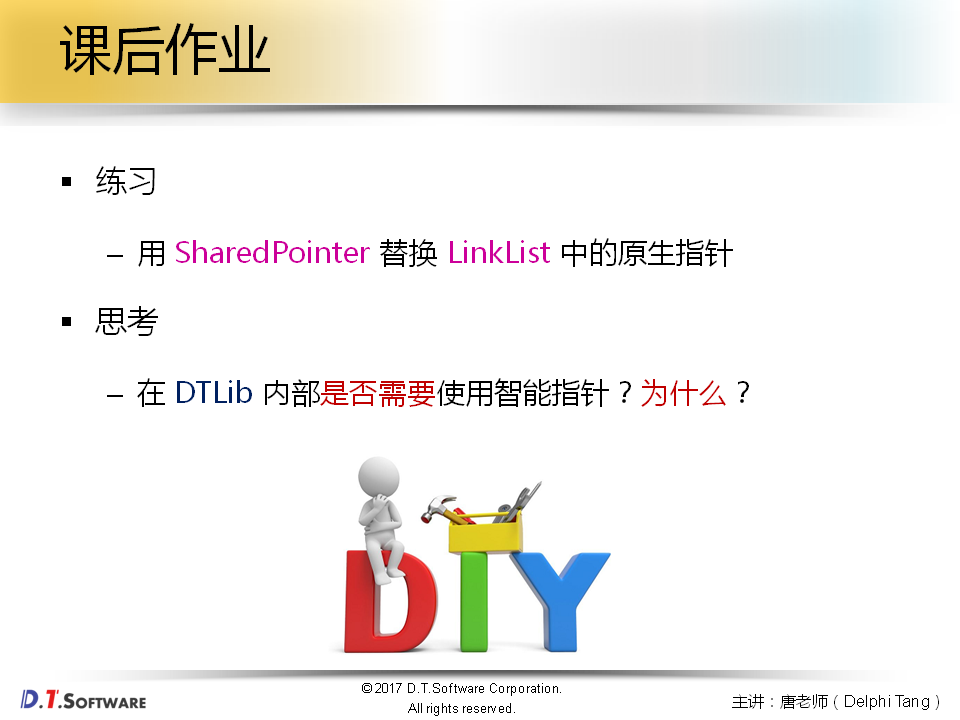 课后作业
▪ 练习
– 用 SharedPointer 替换 LinkList 中的原生指针
▪ 思考
– 在 DTLib 内部是否需要使用智能指针？为什么？
DIY
D.T.SOFTWARE
©2017 D.T.Software Corporation.
All rights reserved.
主讲：唐老师（Delphi Tang）